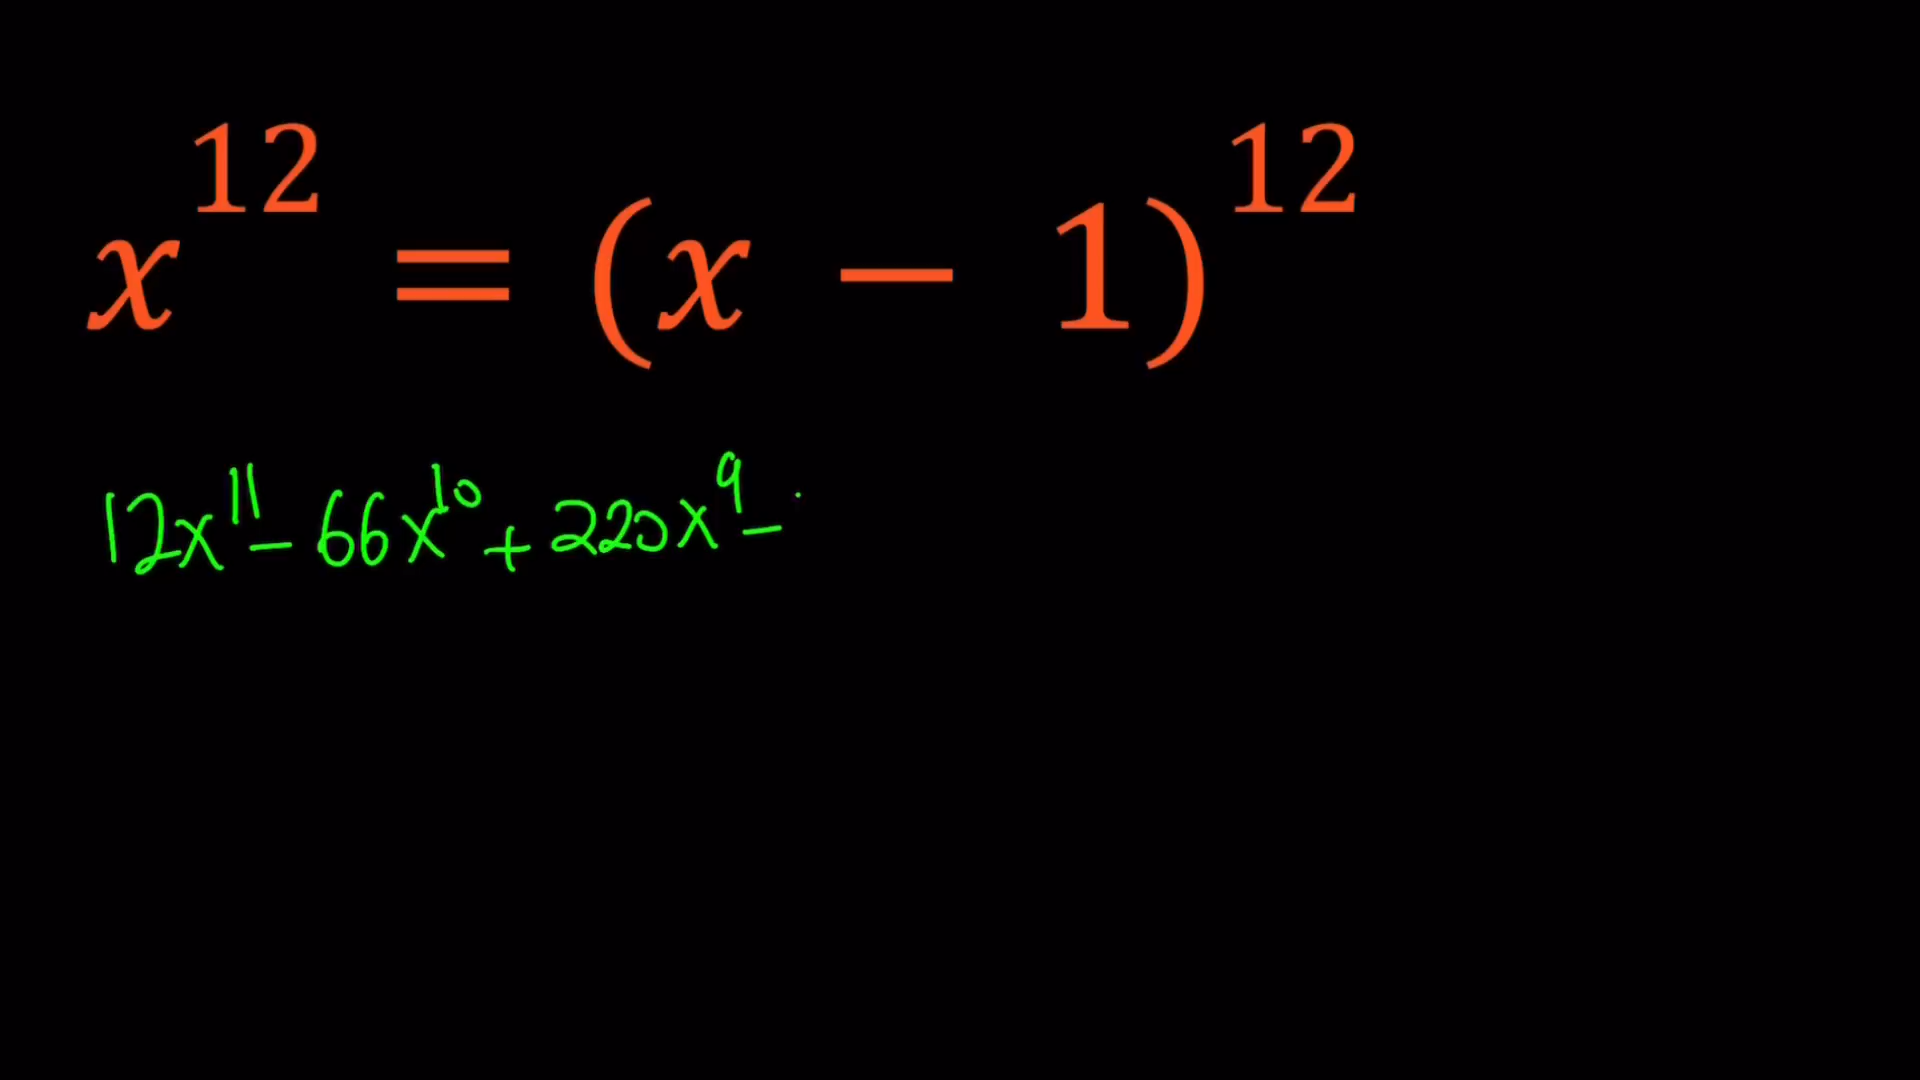 x^12 = (x − 1)^12
12x^11 − 66x^10 + 220x^9 −